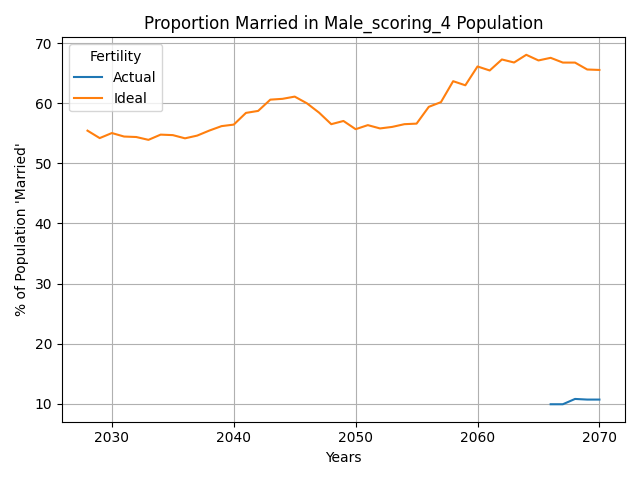 Proportion Married in Male_scoring_4 Population
Fertility
Actual
Ideal
% of Population 'Married'
70
60
50
40
30
20
10
2030 2040 2050 2060 2070
Years